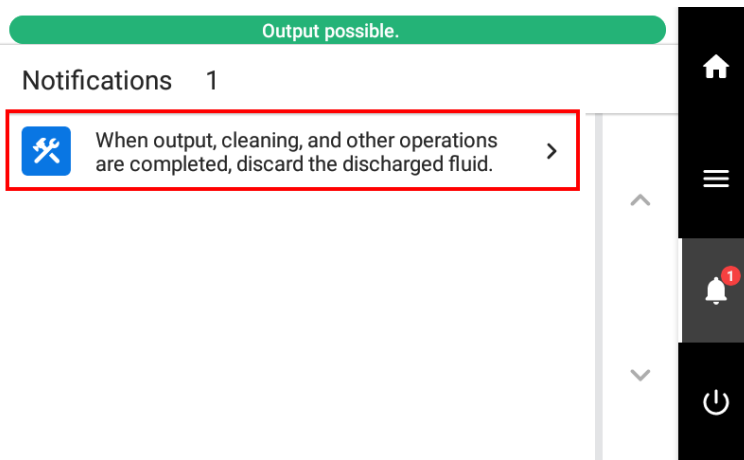 Output possible.
Notifications 1
When output, cleaning, and other operations
are completed, discard the discharged fluid.
1